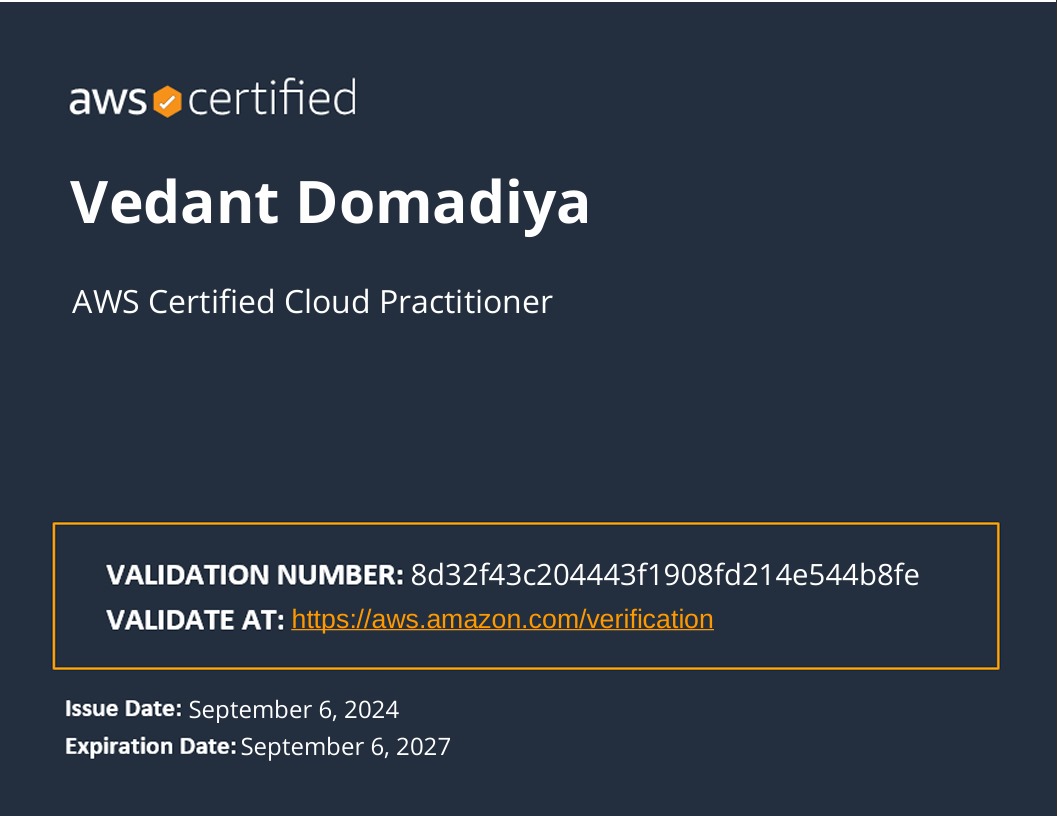 aws certified
Vedant Domadiya
AWS Certified Cloud Practitioner
VALIDATION NUMBER: 8d32f43c204443f1908fd214e544b8fe
VALIDATE AT: https://aws.amazon.com/verification
Issue Date: September 6, 2024
Expiration Date: September 6, 2027